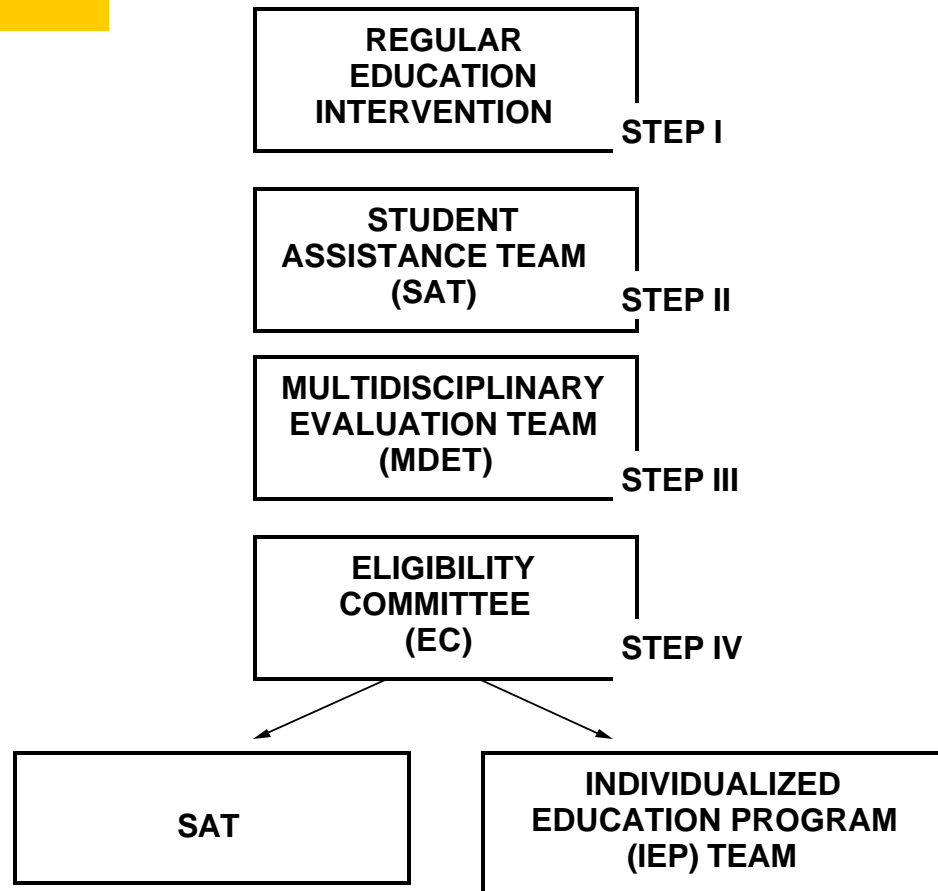 REGULAR
EDUCATION
INTERVENTION
STEP I
STUDENT
ASSISTANCE TEAM
(SAT)
STEP II
MULTIDISCIPLINARY
EVALUATION TEAM
(MDET)
STEP III
ELIGIBILITY
COMMITTEE
(EC)
STEP IV
SAT
INDIVIDUALIZED
EDUCATION PROGRAM
(IEP) TEAM